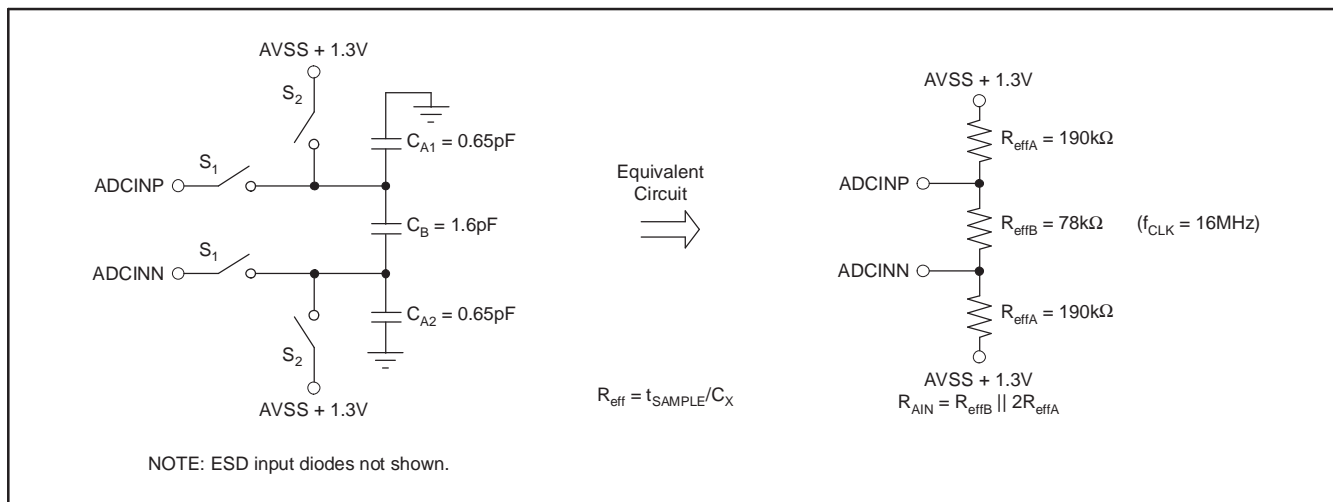 AVSS + 1.3V
S2
CA1 = 0.65pF
S1
ADCINP
CB = 1.6pF
S1
ADCINN
CA2 = 0.65pF
S2
AVSS + 1.3V
NOTE: ESD input diodes not shown.
Equivalent
Circuit
Reff = tSAMPLE/CX
AVSS + 1.3V
ReffA = 190kΩ
ADCINP
ReffB = 78kΩ (fCLK = 16MHz)
ADCINN
ReffA = 190kΩ
AVSS + 1.3V
RAIN = ReffB || 2ReffA